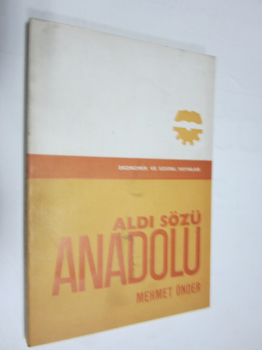 EKONOMİK VE SOSYAL YAYINLAR
ALDI SÖZÜ
ANADOLU
MEHMET ÖNDER